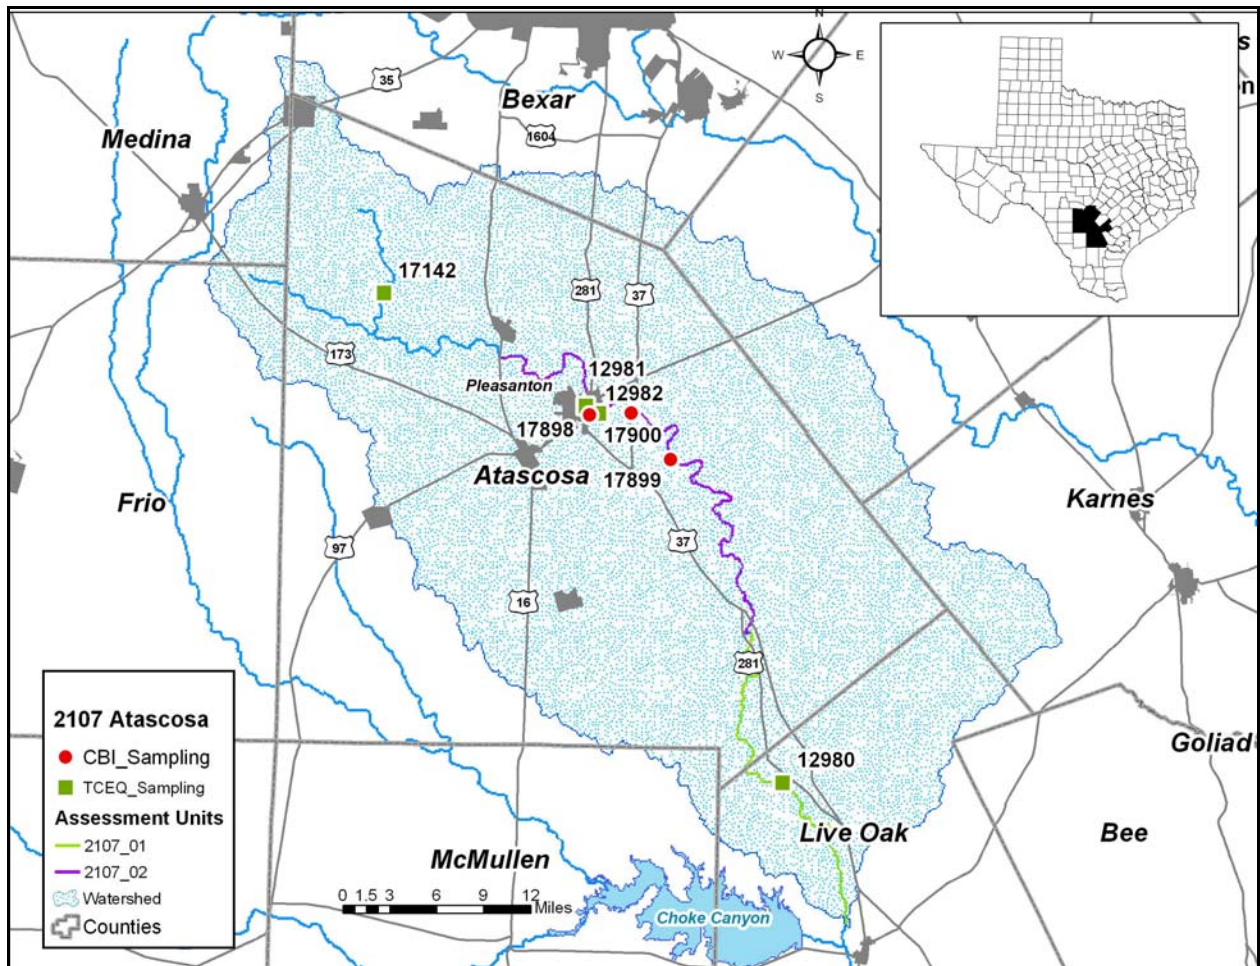 N
W E
S
s
en
35
Bexar
1604
Medina
17142
281
37
173
12981
Pleasanton
12982
17898
17900
Atascosa
17899
Frio
Karnes
97
37
16
281
2107 Atascosa
CBI_Sampling
TCEQ_Sampling
Assessment Units
2107_01
2107_02
Watershed
Counties
12980
Goliad
Live Oak
Bee
McMullen
0 1.5 3 6 9 12
Miles
Choke Canyon